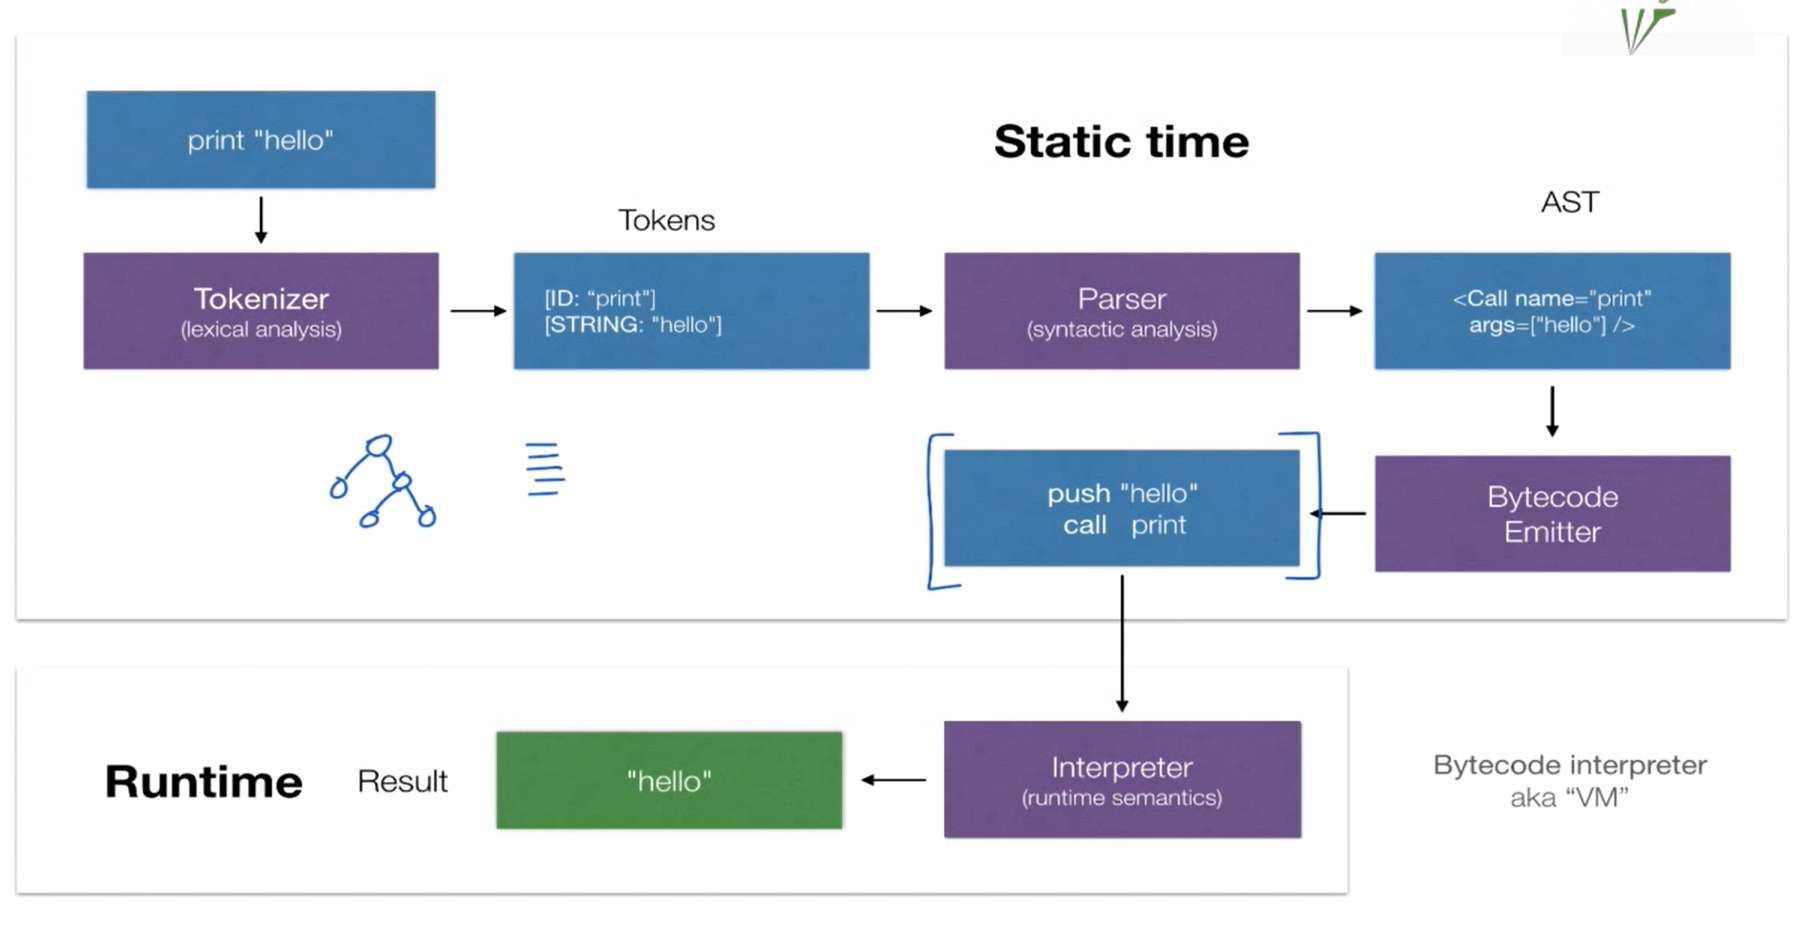 print "hello"
Static time
Tokens
AST
Tokenizer
(lexical analysis)
[ID: “print"]
[STRING: "hello"]
Parser
(syntactic analysis)
<Call name="print"
args=["hello"] />
push "hello"
call print
Bytecode
Emitter
Runtime
Result
"hello"
Interpreter
(runtime semantics)
Bytecode interpreter
aka “VM”